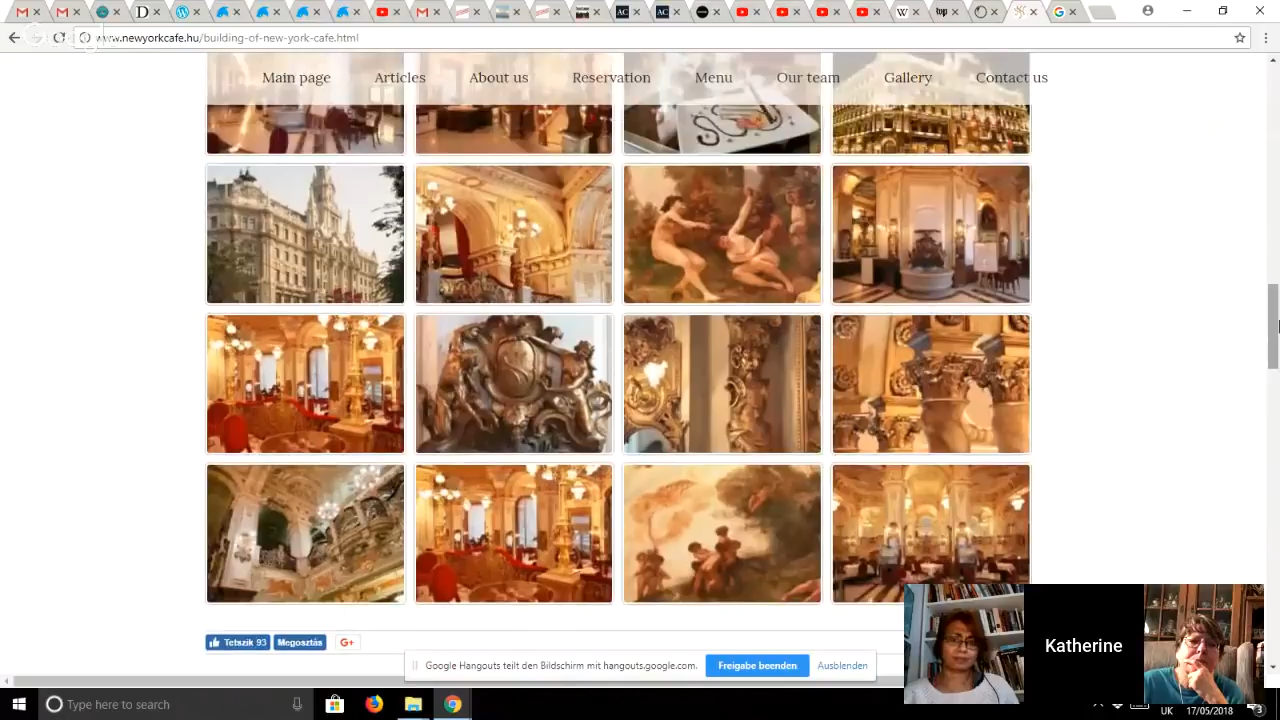 www.newyorkcafe.hu/building-of-new-york-cafe.html
Main page Articles About us Reservation Menu Our team Gallery Contact us
Tetszik 93 Megosztás G+
Google Hangouts teilt den Bildschirm mit hangouts.google.com. Freigabe beenden Ausblenden
Katherine
Type here to search
UK 17/05/2018